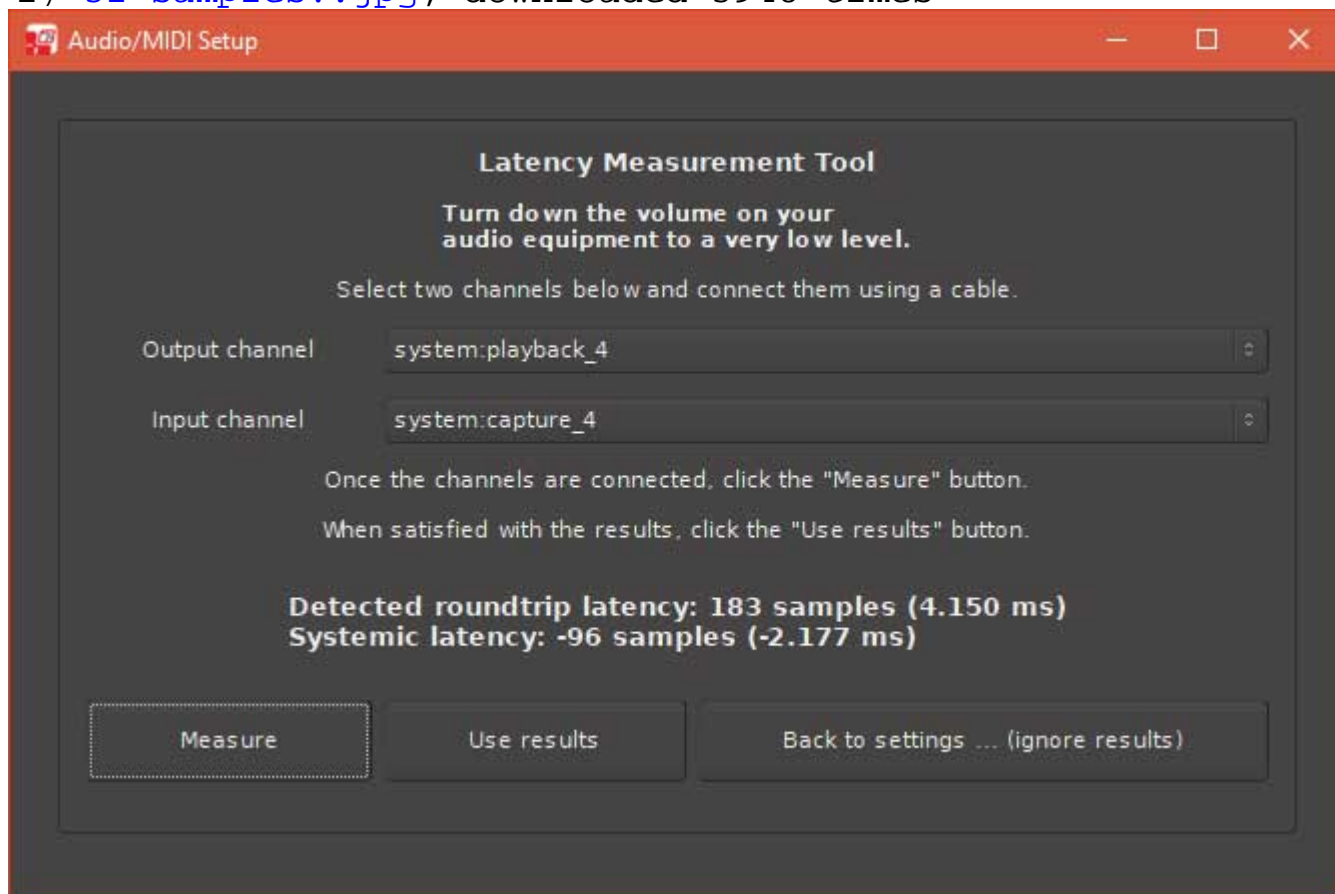 Audio/MIDI Setup
Latency Measurement Tool
Turn down the volume on your
audio equipment to a very low level.
Select two channels below and connect them using a cable.
Output channel system:playback_4
Input channel system:capture_4
Once the channels are connected, click the "Measure" button.
When satisfied with the results, click the "Use results" button.
Detected roundtrip latency: 183 samples (4.150 ms)
Systemic latency: -96 samples (-2.177 ms)
Measure Use results Back to settings ... (ignore results)